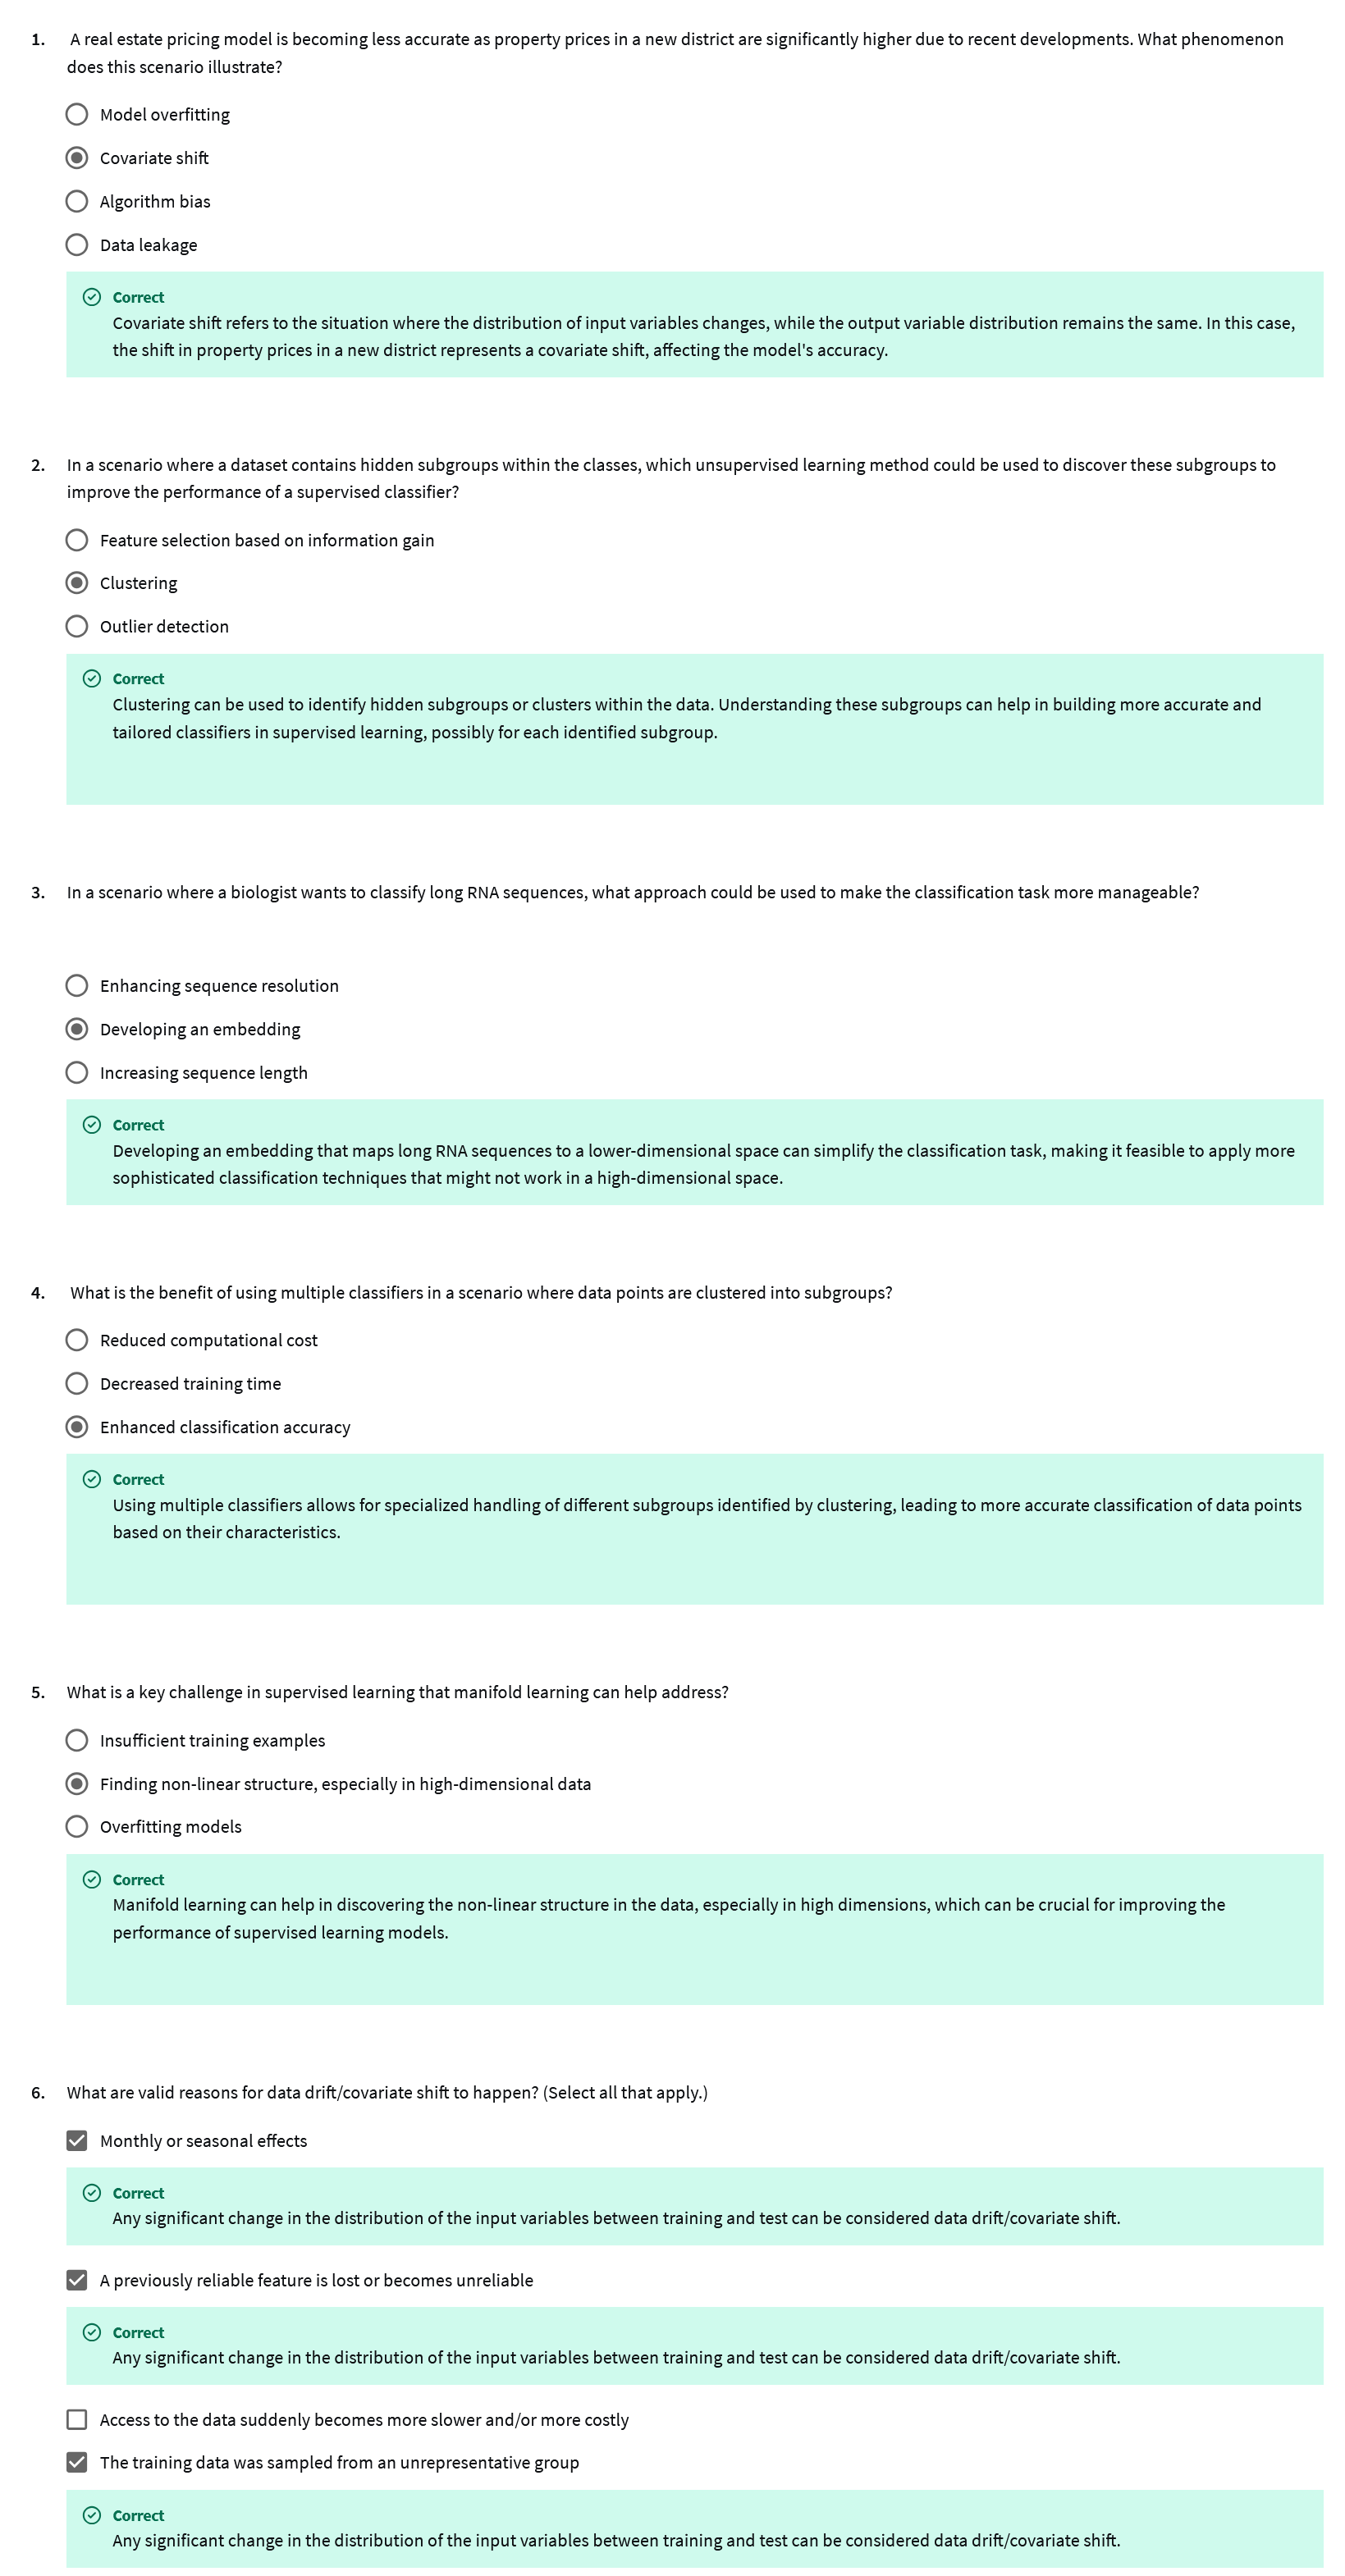 1. A real estate pricing model is becoming less accurate as property prices in a new district are significantly higher due to recent developments. What phenomenon
does this scenario illustrate?
Model overfitting
Covariate shift
Algorithm bias
Data leakage
Correct
Covariate shift refers to the situation where the distribution of input variables changes, while the output variable distribution remains the same. In this case,
the shift in property prices in a new district represents a covariate shift, affecting the model's accuracy.
2. In a scenario where a dataset contains hidden subgroups within the classes, which unsupervised learning method could be used to discover these subgroups to
improve the performance of a supervised classifier?
Feature selection based on information gain
Clustering
Outlier detection
Correct
Clustering can be used to identify hidden subgroups or clusters within the data. Understanding these subgroups can help in building more accurate and
tailored classifiers in supervised learning, possibly for each identified subgroup.
3. In a scenario where a biologist wants to classify long RNA sequences, what approach could be used to make the classification task more manageable?
Enhancing sequence resolution
Developing an embedding
Increasing sequence length
Correct
Developing an embedding that maps long RNA sequences to a lower-dimensional space can simplify the classification task, making it feasible to apply more
sophisticated classification techniques that might not work in a high-dimensional space.
4. What is the benefit of using multiple classifiers in a scenario where data points are clustered into subgroups?
Reduced computational cost
Decreased training time
Enhanced classification accuracy
Correct
Using multiple classifiers allows for specialized handling of different subgroups identified by clustering, leading to more accurate classification of data points
based on their characteristics.
5. What is a key challenge in supervised learning that manifold learning can help address?
Insufficient training examples
Finding non-linear structure, especially in high-dimensional data
Overfitting models
Correct
Manifold learning can help in discovering the non-linear structure in the data, especially in high dimensions, which can be crucial for improving the
performance of supervised learning models.
6. What are valid reasons for data drift/covariate shift to happen? (Select all that apply.)
Monthly or seasonal effects
Correct
Any significant change in the distribution of the input variables between training and test can be considered data drift/covariate shift.
A previously reliable feature is lost or becomes unreliable
Correct
Any significant change in the distribution of the input variables between training and test can be considered data drift/covariate shift.
Access to the data suddenly becomes more slower and/or more costly
The training data was sampled from an unrepresentative group
Correct
Any significant change in the distribution of the input variables between training and test can be considered data drift/covariate shift.